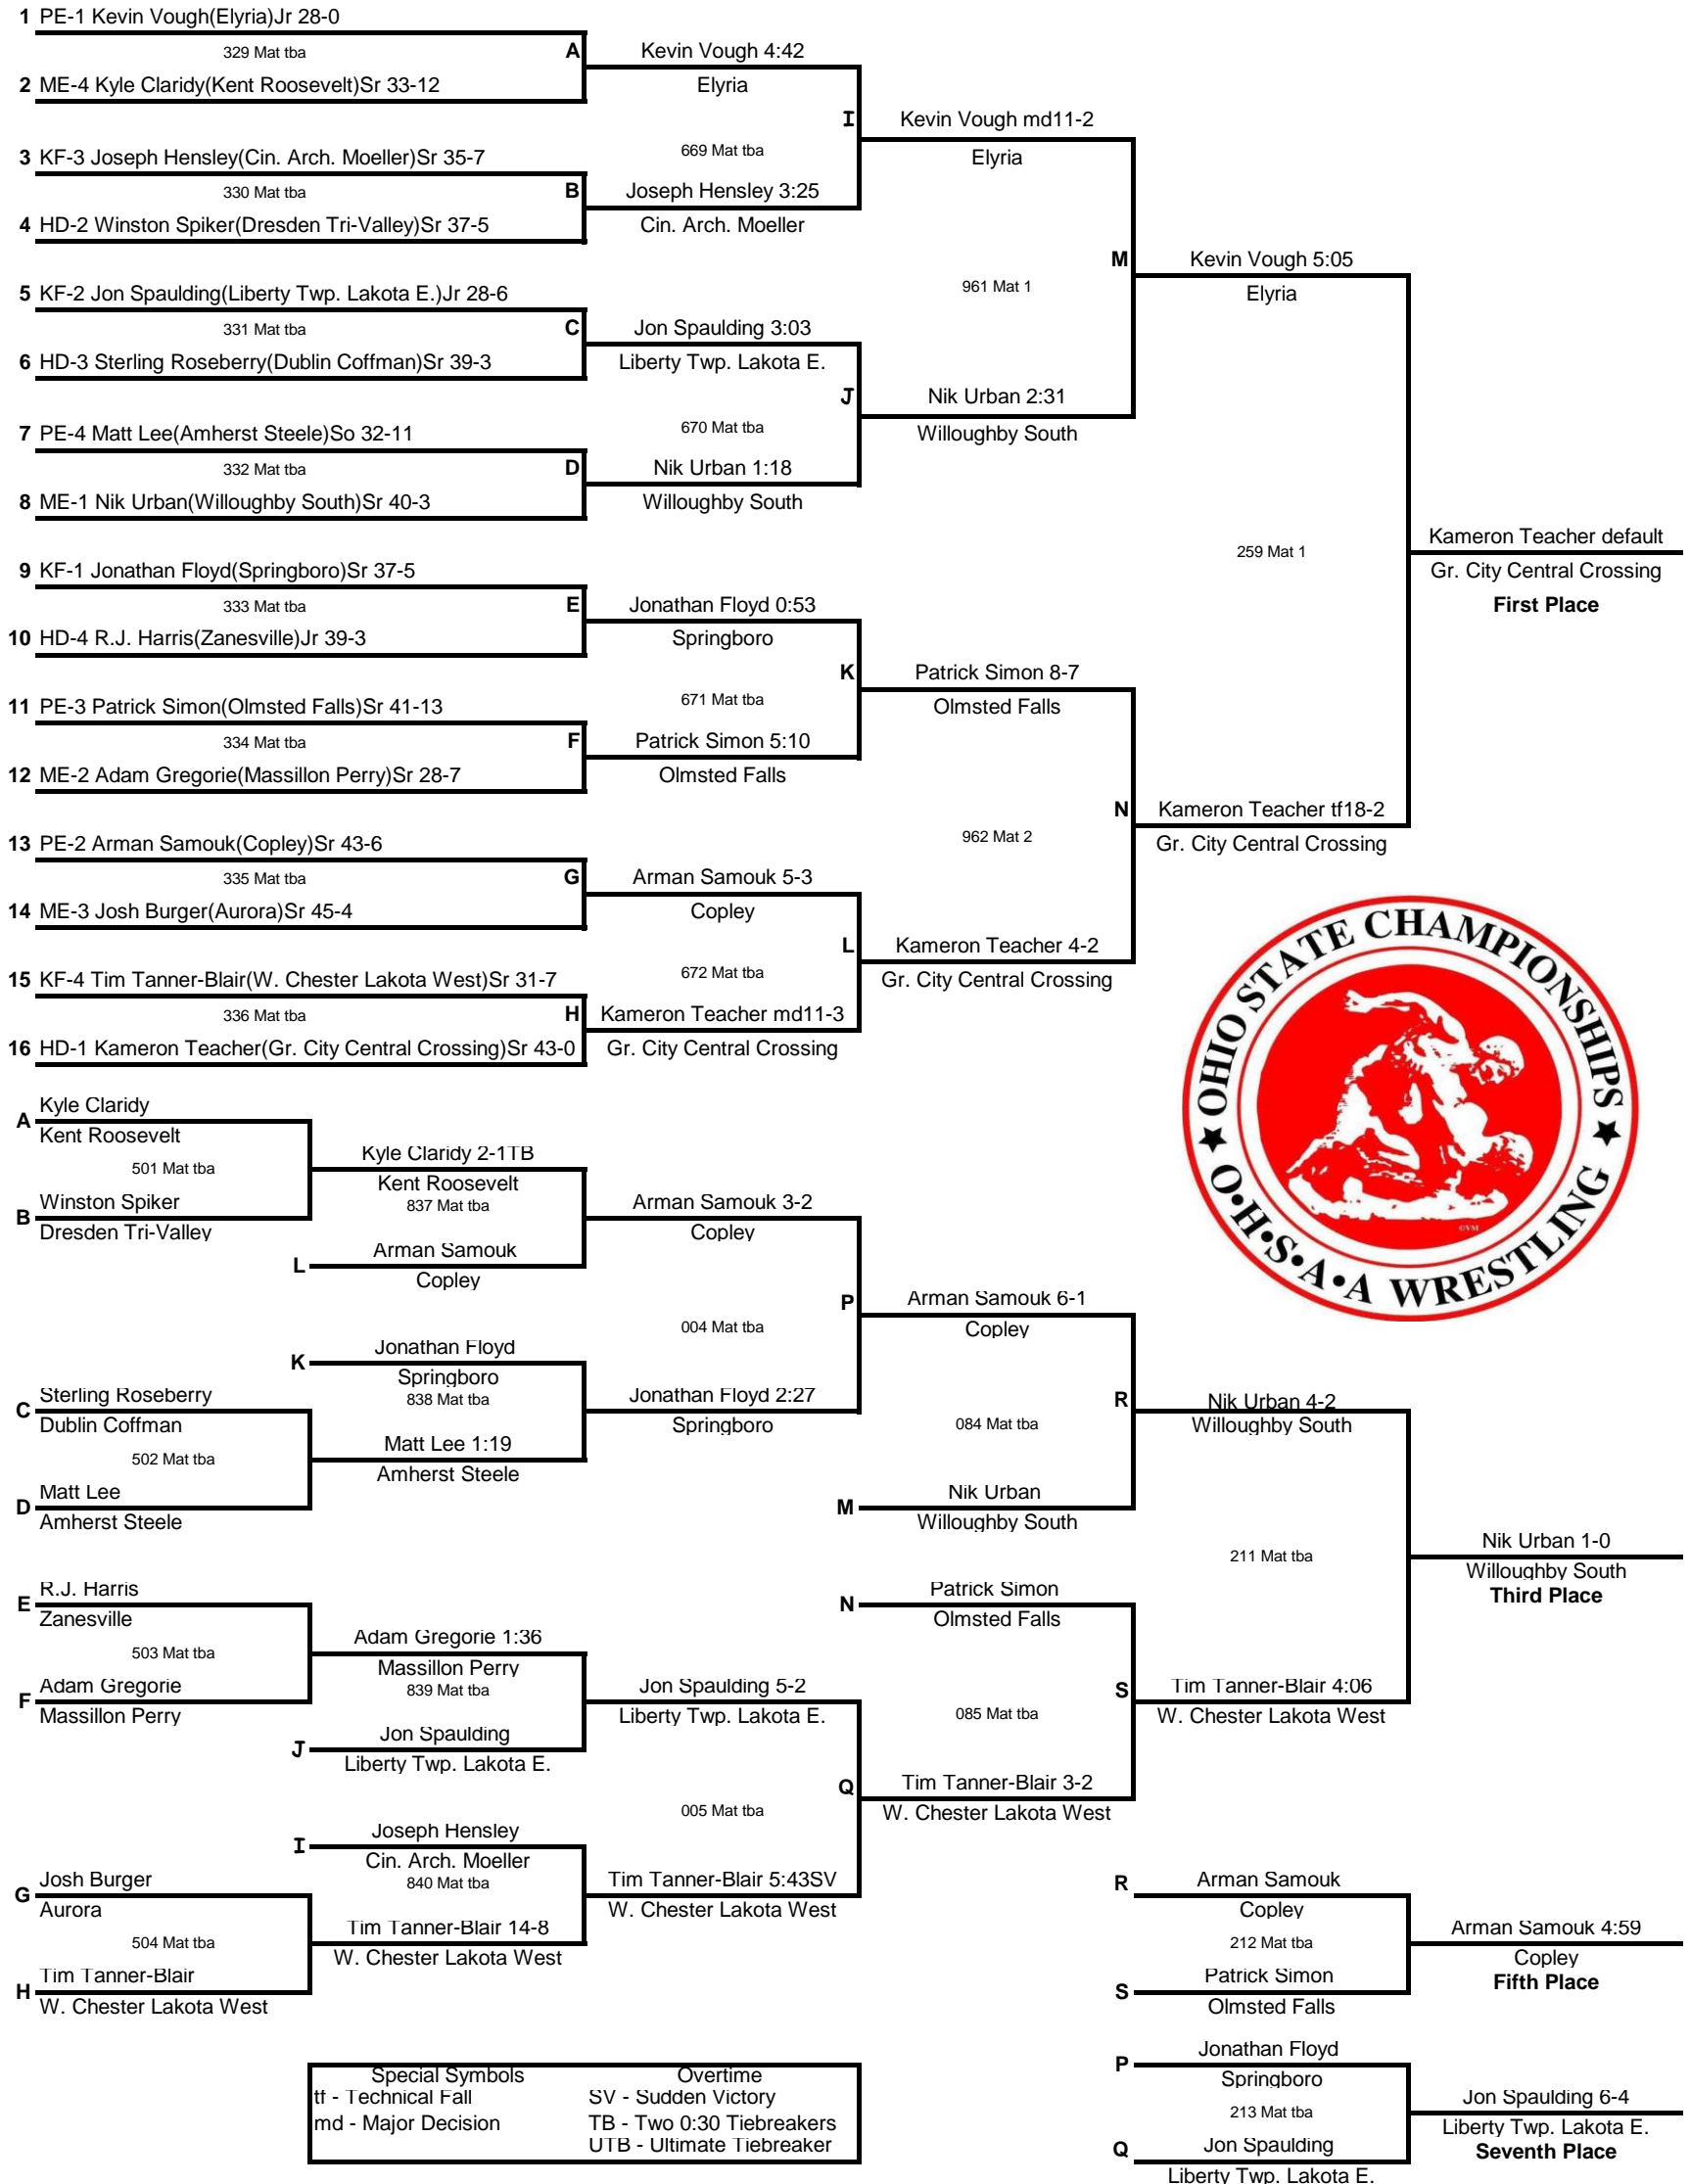 1 PE-1 Kevin Vough(Elyria)Jr 28-0
329 Mat tba
A
2 ME-4 Kyle Claridy(Kent Roosevelt)Sr 33-12
Kevin Vough 4:42
Elyria
3 KF-3 Joseph Hensley(Cin. Arch. Moeller)Sr 35-7
330 Mat tba
B
4 HD-2 Winston Spiker(Dresden Tri-Valley)Sr 37-5
669 Mat tba
I
Joseph Hensley 3:25
Cin. Arch. Moeller
Kevin Vough md11-2
Elyria
5 KF-2 Jon Spaulding(Liberty Twp. Lakota E.)Jr 28-6
331 Mat tba
C
6 HD-3 Sterling Roseberry(Dublin Coffman)Sr 39-3
Jon Spaulding 3:03
Liberty Twp. Lakota E.
7 PE-4 Matt Lee(Amherst Steele)So 32-11
332 Mat tba
D
8 ME-1 Nik Urban(Willoughby South)Sr 40-3
670 Mat tba
J
Nik Urban 1:18
Willoughby South
Nik Urban 2:31
Willoughby South
961 Mat 1
M
Kevin Vough 5:05
Elyria
9 KF-1 Jonathan Floyd(Springboro)Sr 37-5
333 Mat tba
E
10 HD-4 R.J. Harris(Zanesville)Jr 39-3
Jonathan Floyd 0:53
Springboro
11 PE-3 Patrick Simon(Olmsted Falls)Sr 41-13
334 Mat tba
F
12 ME-2 Adam Gregorie(Massillon Perry)Sr 28-7
671 Mat tba
K
Patrick Simon 5:10
Olmsted Falls
Patrick Simon 8-7
Olmsted Falls
13 PE-2 Arman Samouk(Copley)Sr 43-6
335 Mat tba
G
14 ME-3 Josh Burger(Aurora)Sr 45-4
Arman Samouk 5-3
Copley
15 KF-4 Tim Tanner-Blair(W. Chester Lakota West)Sr 31-7
336 Mat tba
H
16 HD-1 Kameron Teacher(Gr. City Central Crossing)Sr 43-0
672 Mat tba
L
Kameron Teacher md11-3
Gr. City Central Crossing
Kameron Teacher 4-2
Gr. City Central Crossing
962 Mat 2
N
Kameron Teacher tf18-2
Gr. City Central Crossing
259 Mat 1
Kameron Teacher default
Gr. City Central Crossing
First Place
OHIO STATE CHAMPIONSHIPS
O•H•S•A•A WRESTLING
©VM
A Kyle Claridy
Kent Roosevelt
501 Mat tba
B Winston Spiker
Dresden Tri-Valley
Kyle Claridy 2-1TB
Kent Roosevelt
837 Mat tba
L Arman Samouk
Copley
Arman Samouk 3-2
Copley
K Jonathan Floyd
Springboro
838 Mat tba
C Sterling Roseberry
Dublin Coffman
502 Mat tba
D Matt Lee
Amherst Steele
Matt Lee 1:19
Amherst Steele
Jonathan Floyd 2:27
Springboro
004 Mat tba
P
Arman Samouk 6-1
Copley
084 Mat tba
R
M Nik Urban
Willoughby South
Nik Urban 4-2
Willoughby South
E R.J. Harris
Zanesville
503 Mat tba
F Adam Gregorie
Massillon Perry
Adam Gregorie 1:36
Massillon Perry
839 Mat tba
J Jon Spaulding
Liberty Twp. Lakota E.
Jon Spaulding 5-2
Liberty Twp. Lakota E.
I Joseph Hensley
Cin. Arch. Moeller
840 Mat tba
G Josh Burger
Aurora
504 Mat tba
H Tim Tanner-Blair
W. Chester Lakota West
Tim Tanner-Blair 14-8
W. Chester Lakota West
Tim Tanner-Blair 5:43SV
W. Chester Lakota West
005 Mat tba
Q
N Patrick Simon
Olmsted Falls
085 Mat tba
S
Tim Tanner-Blair 3-2
W. Chester Lakota West
Tim Tanner-Blair 4:06
W. Chester Lakota West
211 Mat tba
Nik Urban 1-0
Willoughby South
Third Place
R Arman Samouk
Copley
212 Mat tba
S Patrick Simon
Olmsted Falls
Arman Samouk 4:59
Copley
Fifth Place
P Jonathan Floyd
Springboro
213 Mat tba
Q Jon Spaulding
Liberty Twp. Lakota E.
Jon Spaulding 6-4
Liberty Twp. Lakota E.
Seventh Place
Special Symbols
tf - Technical Fall
md - Major Decision
Overtime
SV - Sudden Victory
TB - Two 0:30 Tiebreakers
UTB - Ultimate Tiebreaker